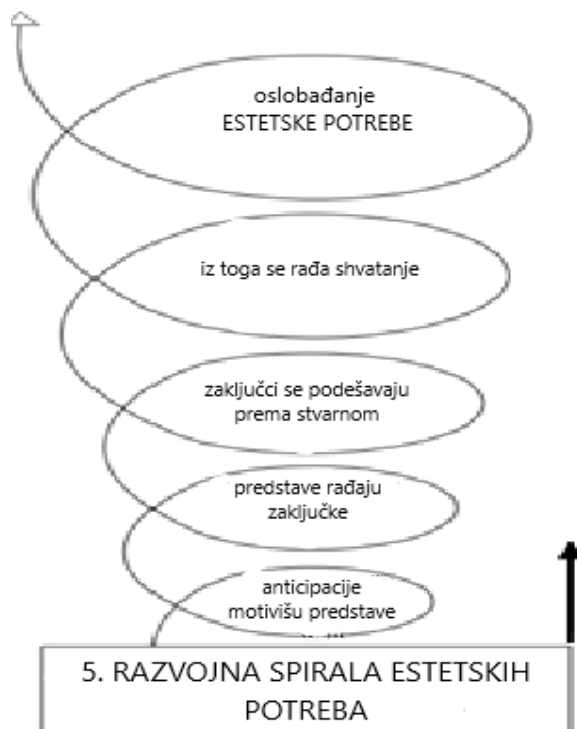 oslobađanje
ESTETSKE POTREBE
iz toga se rađa shvatanje
zaključci se podešavaju
prema stvarnom
predstave rađaju
zaključke
anticipacije
motivišu predstave
5. RAZVOJNA SPIRALA ESTETSKIH
POTREBA